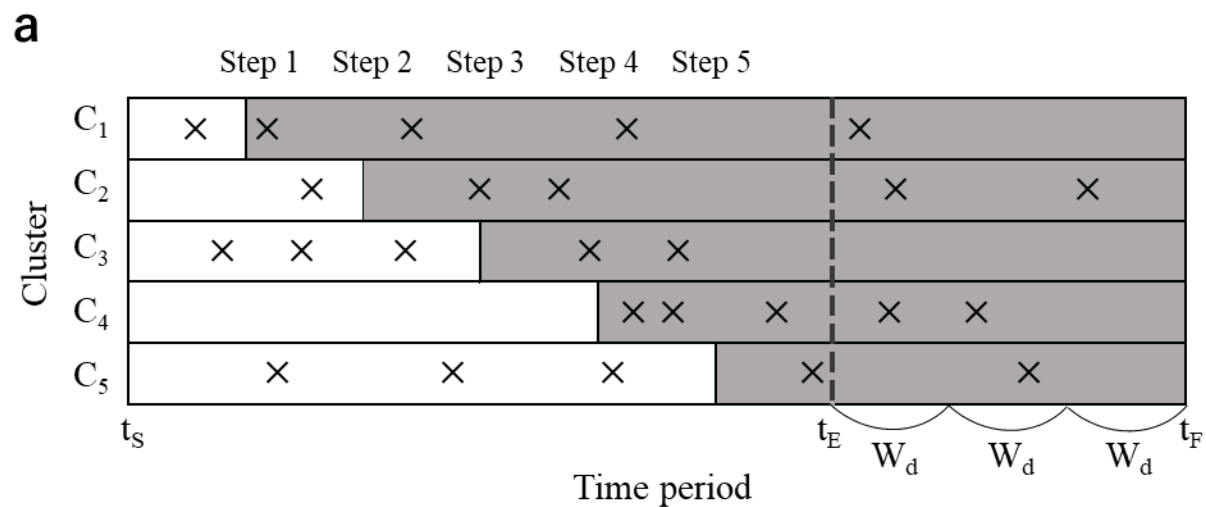 a
Step 1 Step 2 Step 3 Step 4 Step 5
Cluster
C1
C2
C3
C4
C5
tS tE tF
Wd Wd Wd
Time period